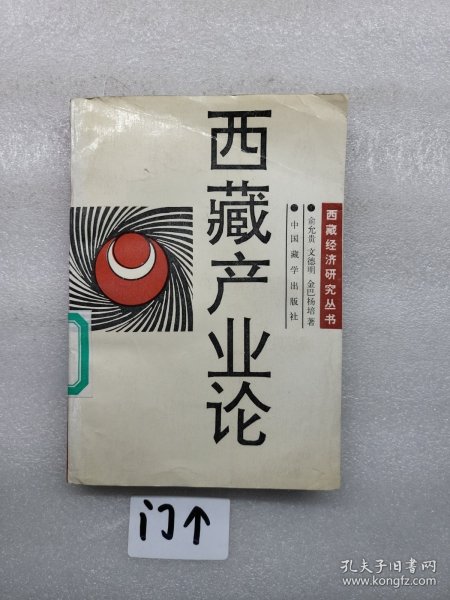 西藏产业论
西藏经济研究丛书
●俞允贵 文德明 金巴杨培著
●中国藏学出版社
门↑
孔夫子旧书网
www.kongfz.com